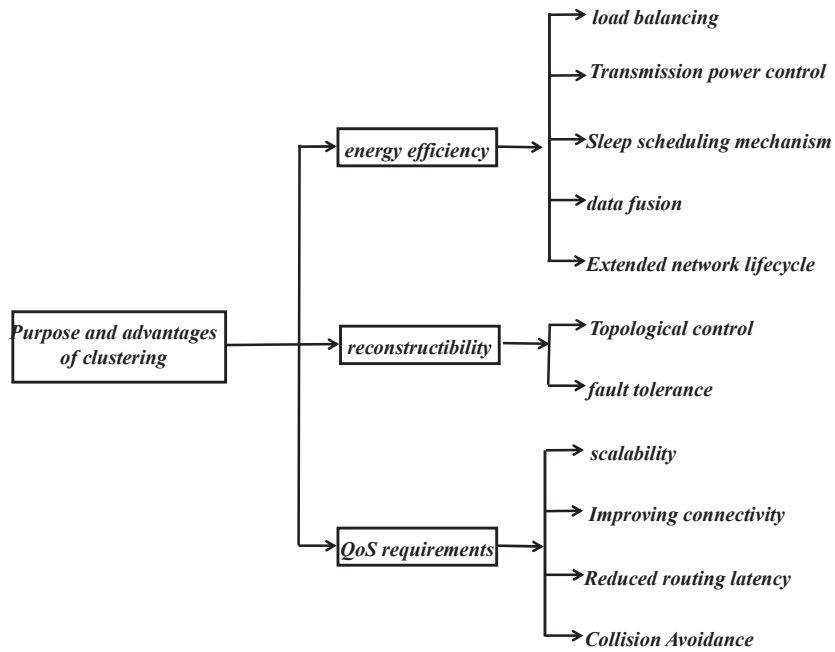 load balancing
Transmission power control
energy efficiency
Sleep scheduling mechanism
data fusion
Extended network lifecycle
Purpose and advantages
of clustering
reconstructibility
Topological control
fault tolerance
scalability
Improving connectivity
QoS requirements
Reduced routing latency
Collision Avoidance